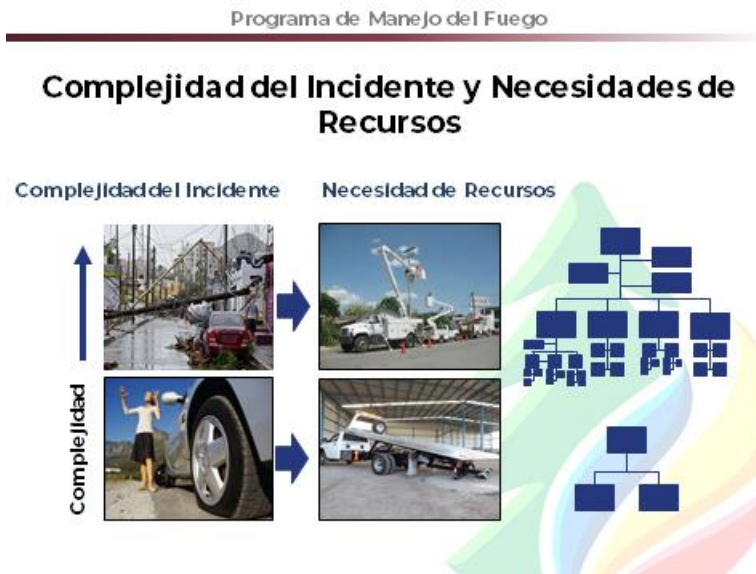 Programa de Manejo del Fuego
Complejidad del Incidente y Necesidades de
Recursos
Complejidad del Incidente
Necesidad de Recursos
Complejidad